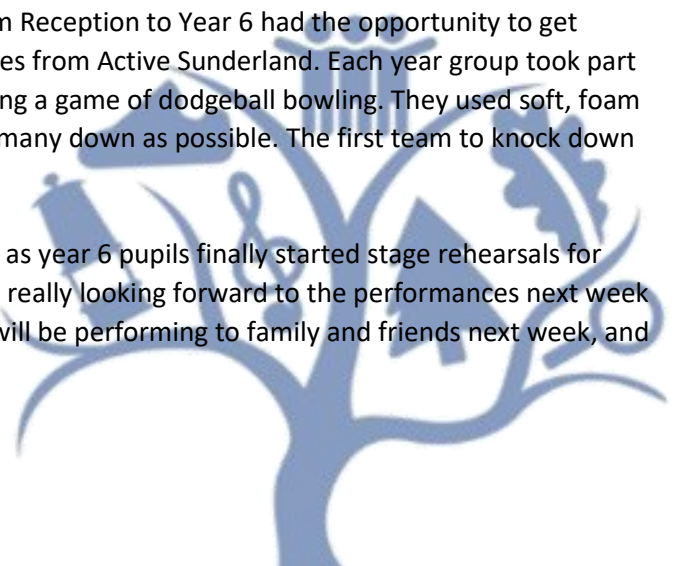 m Reception to Year 6 had the opportunity to get
es from Active Sunderland. Each year group took part
ng a game of dodgeball bowling. They used soft, foam
many down as possible. The first team to knock down
as year 6 pupils finally started stage rehearsals for
really looking forward to the performances next week
will be performing to family and friends next week, and